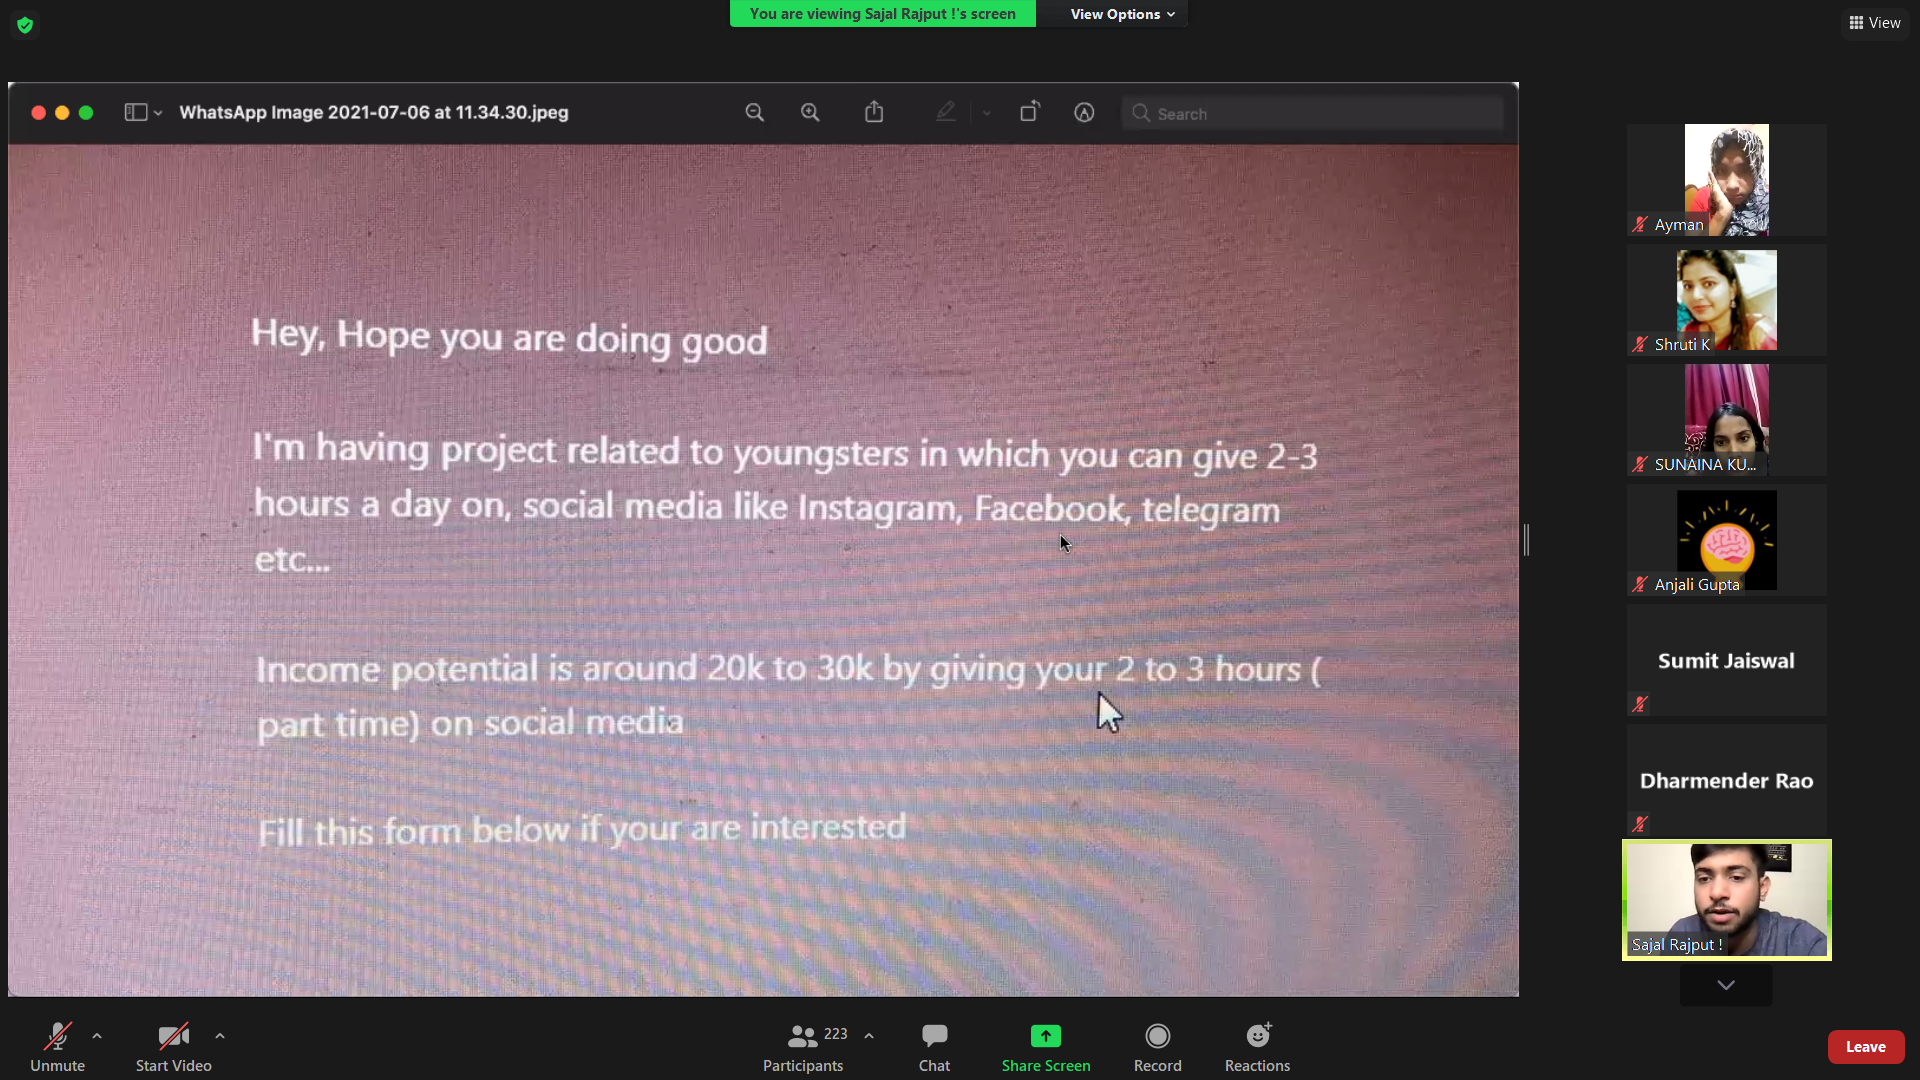 You are viewing Sajal Rajput !'s screen
View Options
View
WhatsApp Image 2021-07-06 at 11.34.30.jpeg
Search
Hey, Hope you are doing good
I'm having project related to youngsters in which you can give 2-3
hours a day on, social media like Instagram, Facebook, telegram
etc...
Income potential is around 20k to 30k by giving your 2 to 3 hours (
part time) on social media
Fill this form below if your are interested
Ayman
Shruti K
SUNAINA KU...
Anjali Gupta
Sumit Jaiswal
Dharmender Rao
Sajal Rajput !
Unmute
Start Video
223
Participants
Chat
Share Screen
Record
Reactions
Leave